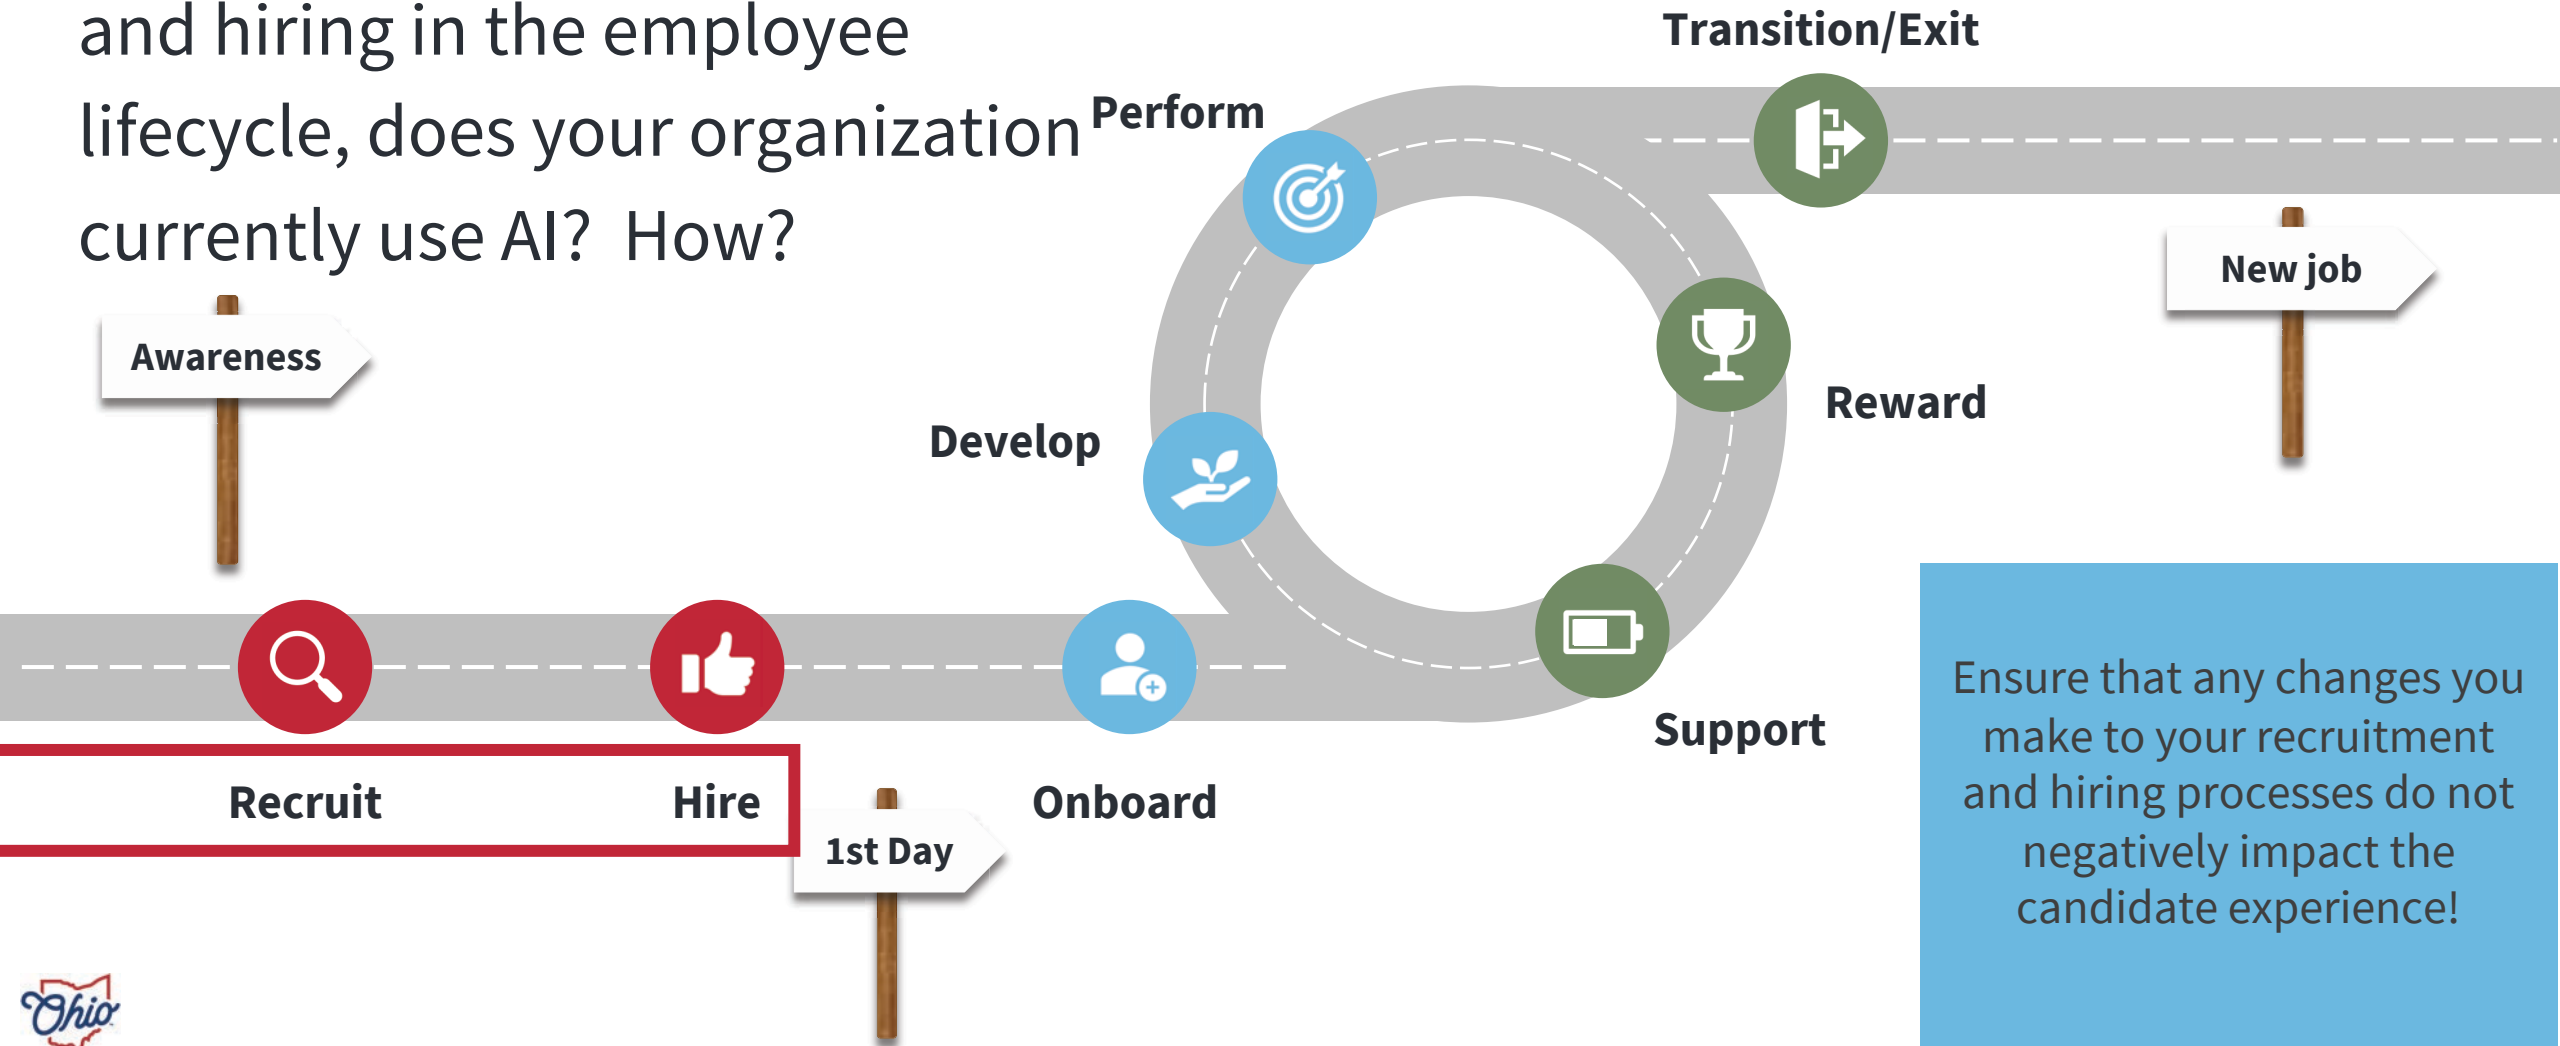 and hiring in the employee
lifecycle, does your organization
currently use AI?  How?
Transition/Exit
Perform
New job
Awareness
Reward
Develop
Support
Recruit
Hire
1st Day
Onboard
Ensure that any changes you
make to your recruitment
and hiring processes do not
negatively impact the
candidate experience!
Ohio